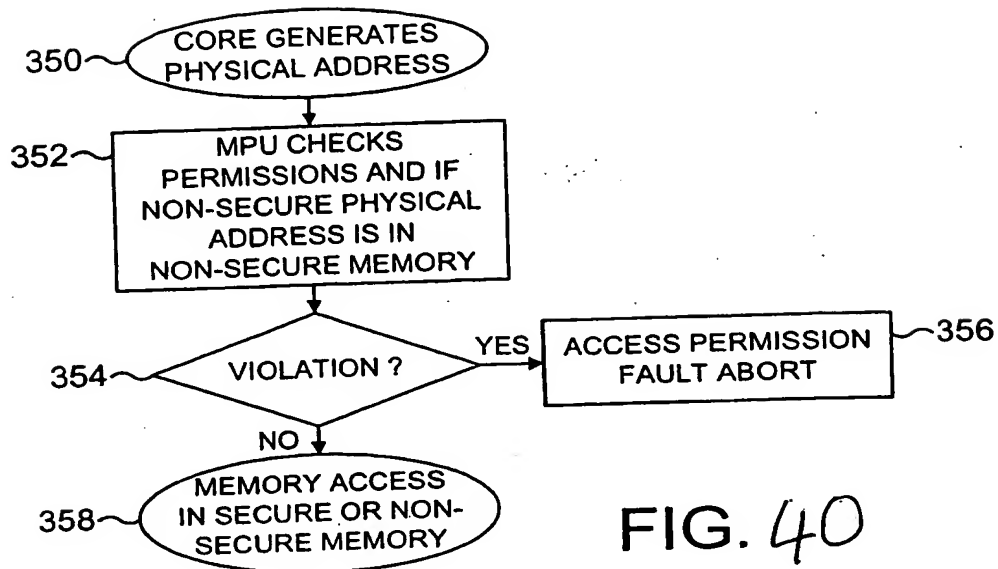 350
CORE GENERATES
PHYSICAL ADDRESS
352
MPU CHECKS
PERMISSIONS AND IF
NON-SECURE PHYSICAL
ADDRESS IS IN
NON-SECURE MEMORY
354
VIOLATION ?
YES
ACCESS PERMISSION
FAULT ABORT
356
NO
358
MEMORY ACCESS
IN SECURE OR NON-
SECURE MEMORY
FIG. 40